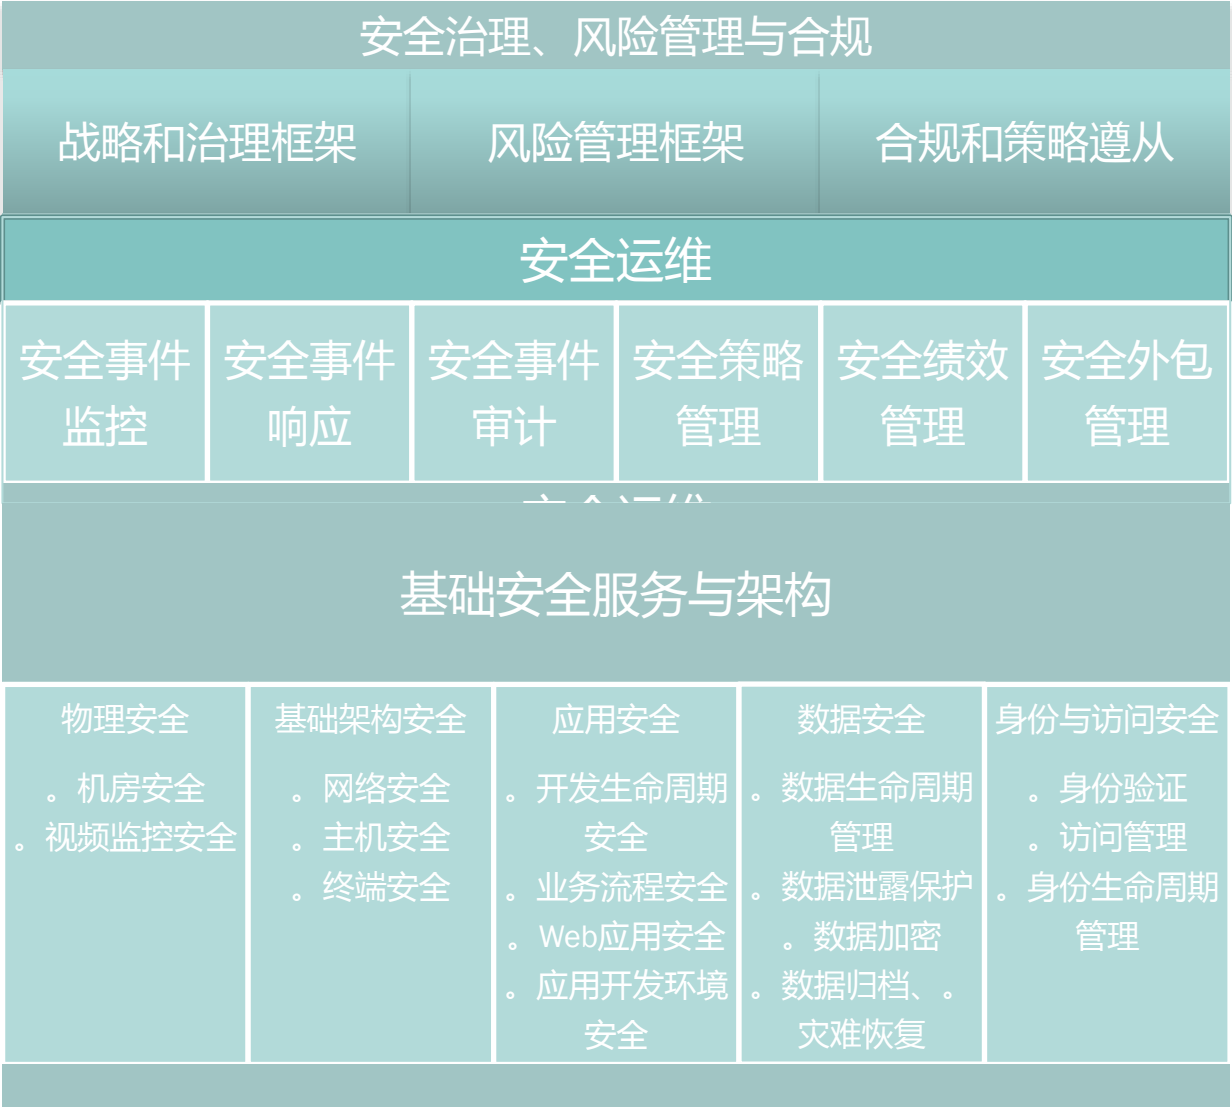 安全治理、风险管理与合规
战略和治理框架
风险管理框架
合规和策略遵从
安全运维
安全事件
监控
安全事件
响应
安全事件
审计
安全策略
管理
安全绩效
管理
安全外包
管理
基础安全服务与架构
物理安全
。机房安全
。视频监控安全
基础架构安全
。网络安全
。主机安全
。终端安全
应用安全
。开发生命周期
安全
。业务流程安全
。Web应用安全
。应用开发环境
安全
数据安全
。数据生命周期
管理
。数据泄露保护
。数据加密
。数据归档、。
灾难恢复
身份与访问安全
。身份验证
。访问管理
。身份生命周期
管理